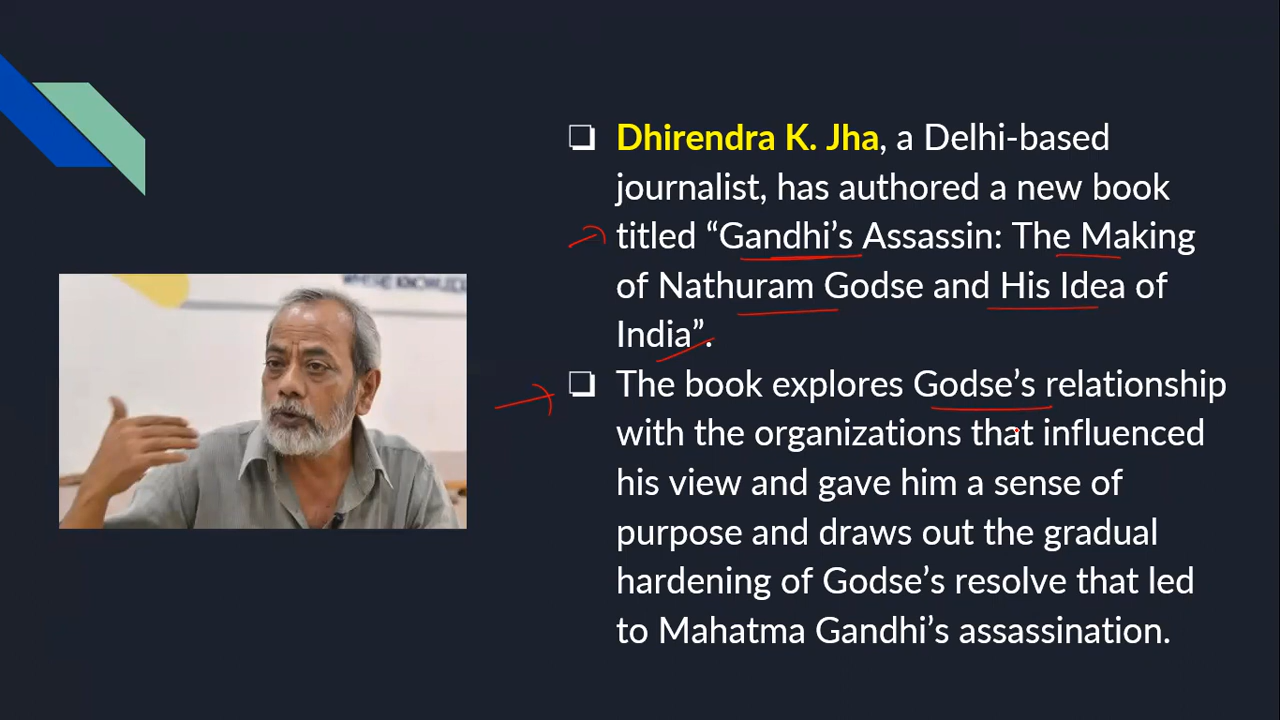 Dhirendra K. Jha, a Delhi-based
journalist, has authored a new book
titled “Gandhi’s Assassin: The Making
of Nathuram Godse and His Idea of
India”.
The book explores Godse’s relationship
with the organizations that influenced
his view and gave him a sense of
purpose and draws out the gradual
hardening of Godse’s resolve that led
to Mahatma Gandhi’s assassination.